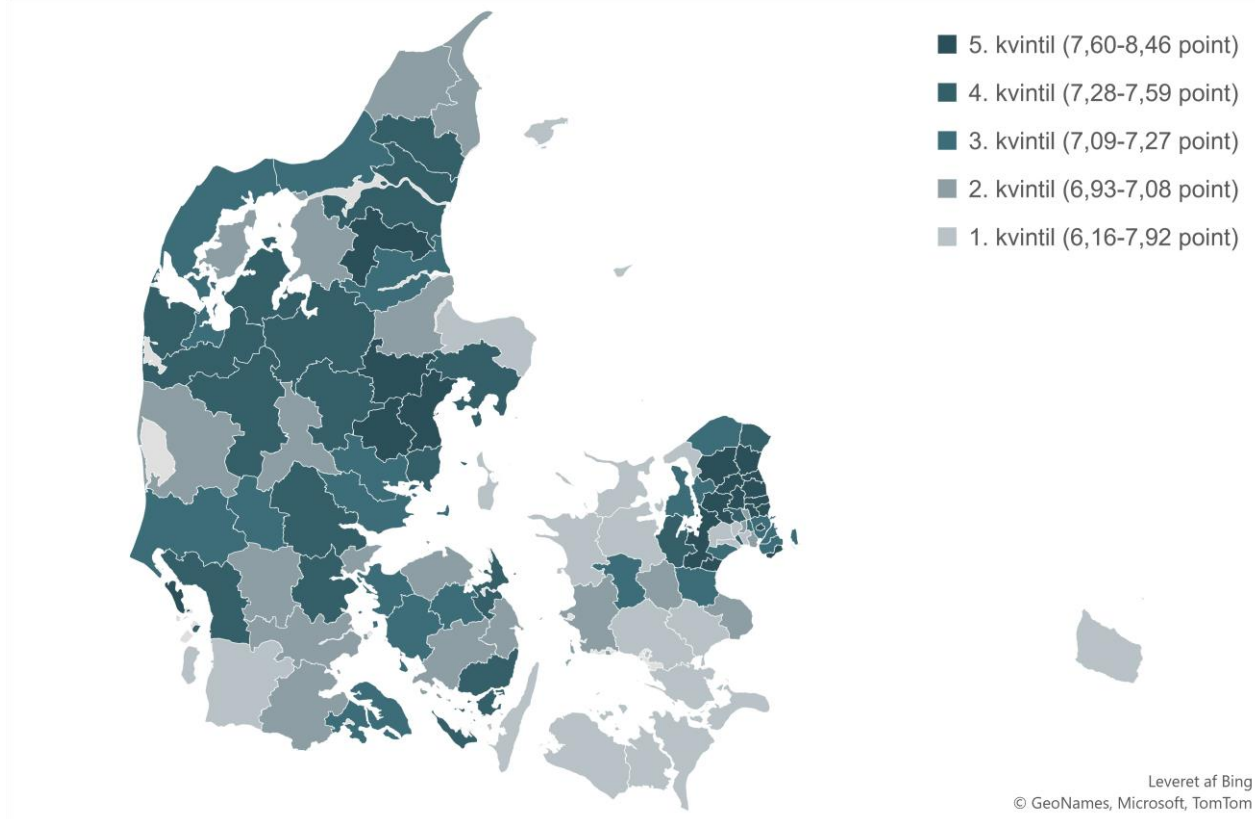 5. kvintil (7,60-8,46 point)
4. kvintil (7,28-7,59 point)
3. kvintil (7,09-7,27 point)
2. kvintil (6,93-7,08 point)
1. kvintil (6,16-7,92 point)
Leveret af Bing
© GeoNames, Microsoft, TomTom